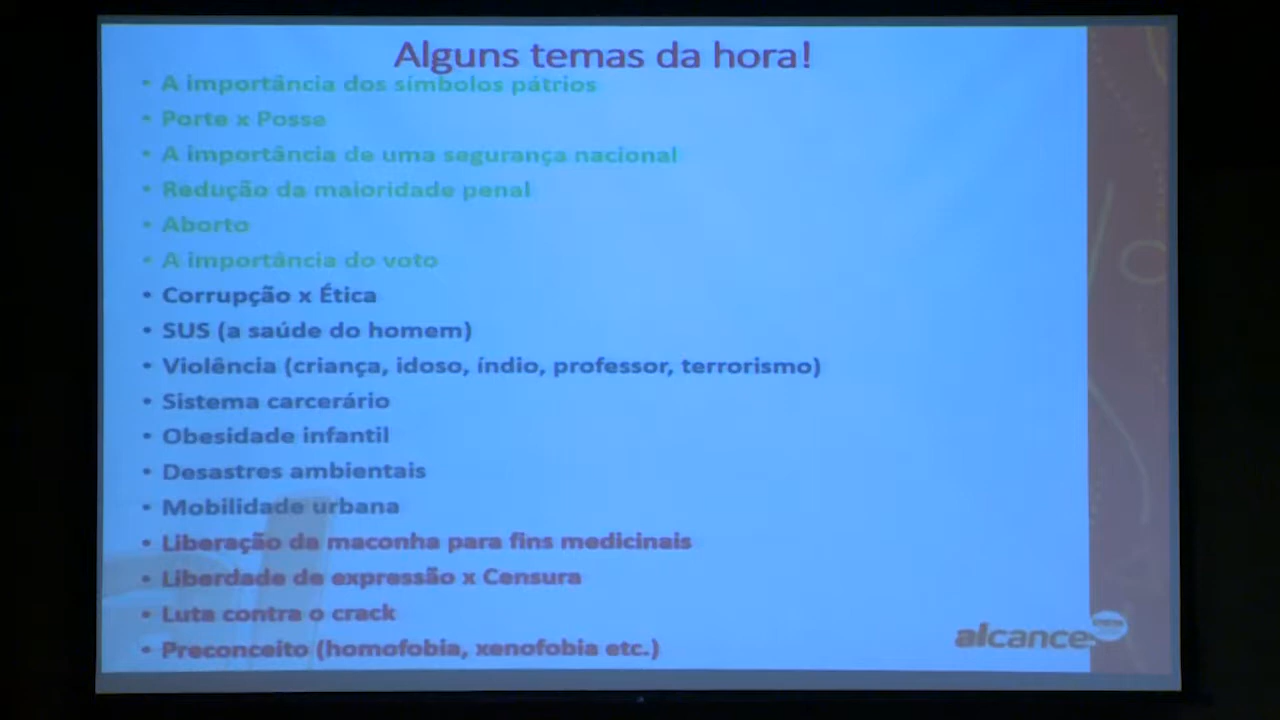 Alguns temas da hora!
• A importância dos símbolos pátrios
• Porte x Posse
• A importância de uma segurança nacional
• Redução da maioridade penal
• Aborto
• A importância do voto
• Corrupção x Ética
• SUS (a saúde do homem)
• Violência (criança, idoso, índio, professor, terrorismo)
• Sistema carcerário
• Obesidade infantil
• Desastres ambientais
• Mobilidade urbana
• Liberação da maconha para fins medicinais
• Liberdade de expressão x Censura
• Luta contra o crack
• Preconceito (homofobia, xenofobia etc.)
alcance